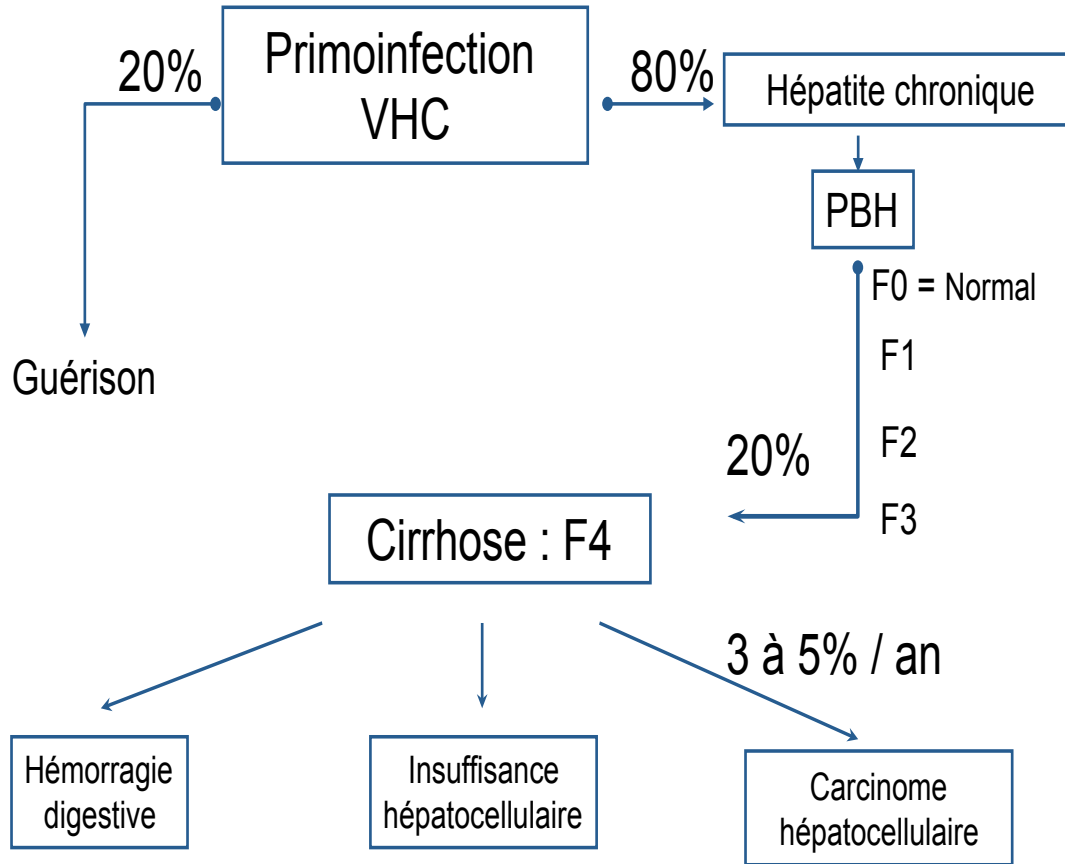 20%
Primoinfection
VHC
80%
Hépatite chronique
PBH
F0 = Normal
F1
Guérison
F2
20%
F3
Cirrhose : F4
3 à 5% / an
Hémorragie
digestive
Insuffisance
hépatocellulaire
Carcinome
hépatocellulaire